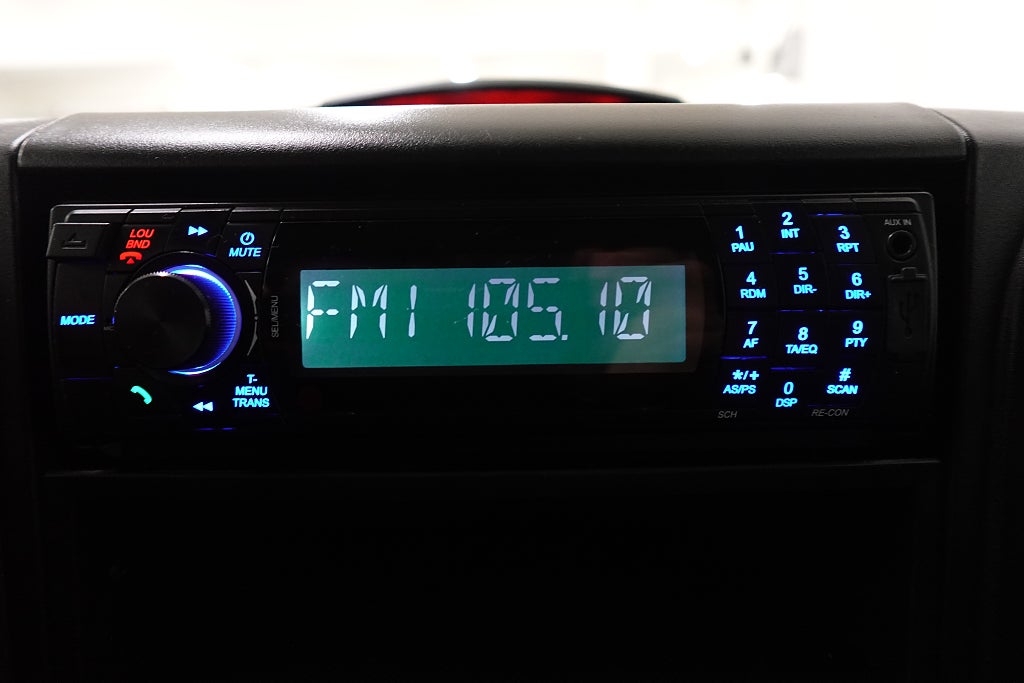 LOU
BND
MUTE
MODE
SEL/MENU
T-
MENU
TRANS
FM1 105.10
1
PAU
2
INT
3
RPT
4
RDM
5
DIR-
6
DIR+
7
AF
8
TA/EQ
9
PTY
*/+
AS/PS
0
DSP
#
SCAN
SCH
RE-CON
AUX IN